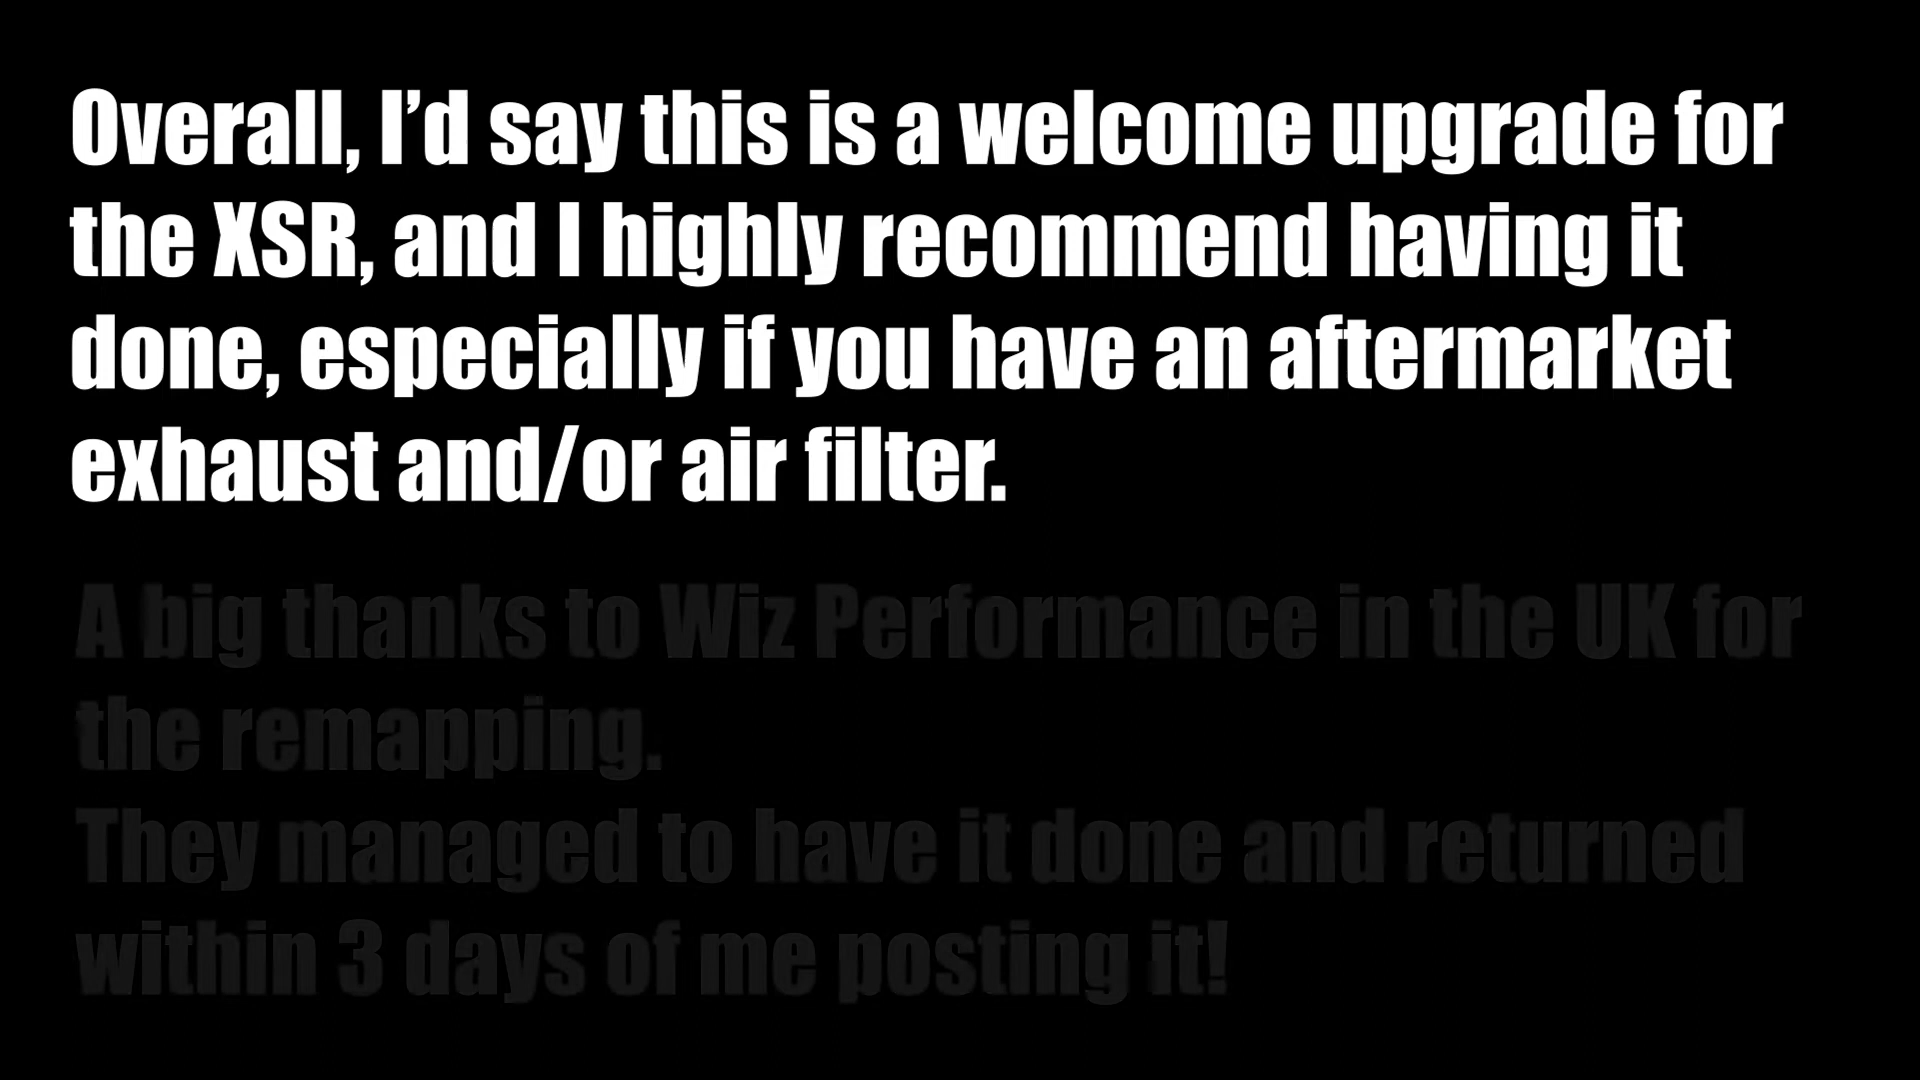 Overall, I’d say this is a welcome upgrade for
the XSR, and I highly recommend having it
done, especially if you have an aftermarket
exhaust and/or air filter.
A big thanks to Wiz Performance in the UK for
the remapping.
They managed to have it done and returned
within 3 days of me posting it!